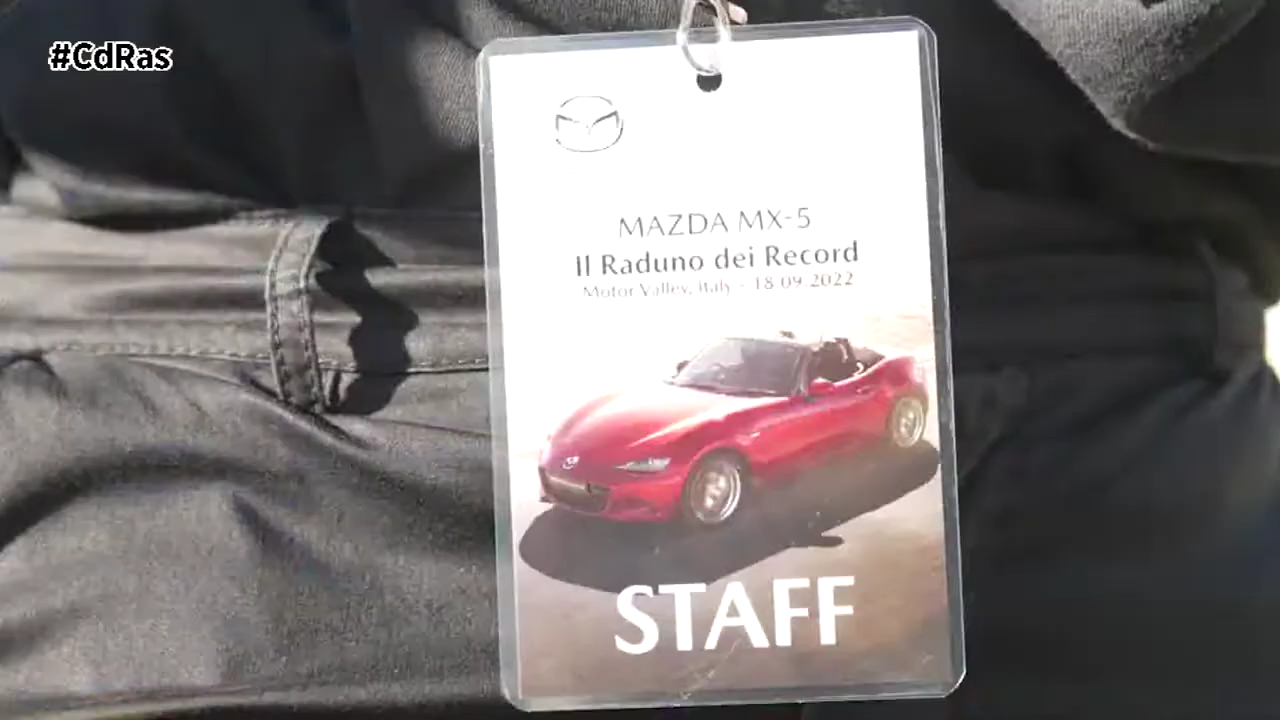 #CdRas
MAZDA MX-5
Il Raduno dei Record
Motor Valley, Italy - 18.09.2022
STAFF